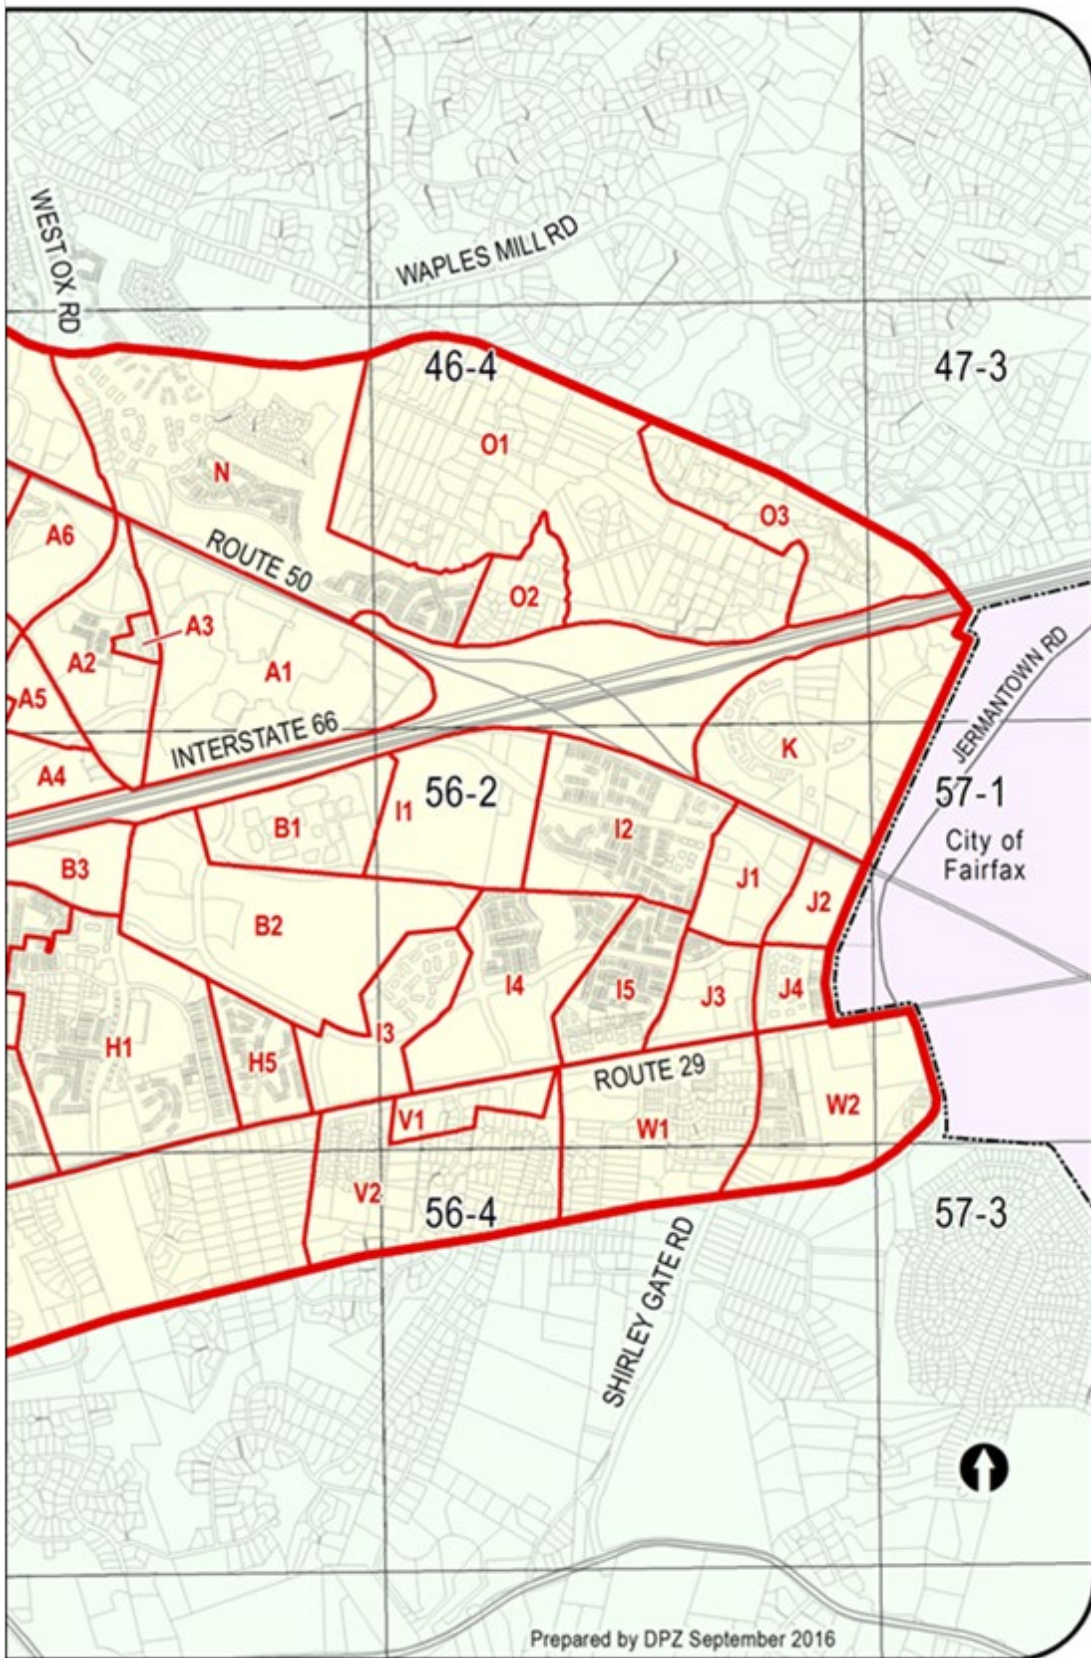 WEST OX RD
WAPLES MILL RD
46-4
47-3
O1
N
O3
A6
ROUTE 50
O2
A3
A2
A1
JERMANTOWN RD
A5
INTERSTATE 66
K
A4
56-2
57-1
I1
B1
I2
City of
Fairfax
B3
J1
J2
B2
I4
I5
J3
J4
I3
H1
H5
ROUTE 29
V1
W1
W2
V2
56-4
57-3
SHIRLEY GATE RD
Prepared by DPZ September 2016